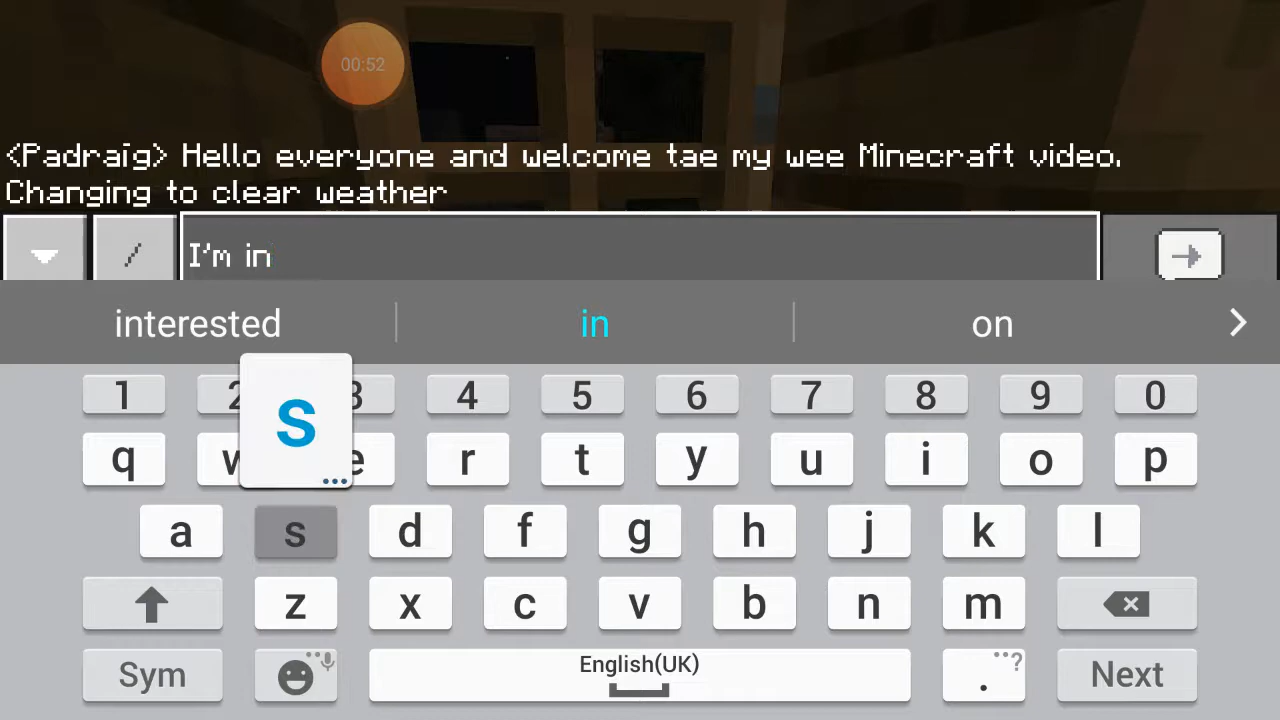 00:52
<Padraig> Hello everyone and welcome tae my wee Minecraft video.
Changing to clear weather
/ I'm in
interested in on
1 2 3 4 5 6 7 8 9 0
S
q w e r t y u i o p
a s d f g h j k l
z x c v b n m
Sym English(UK) . ? Next